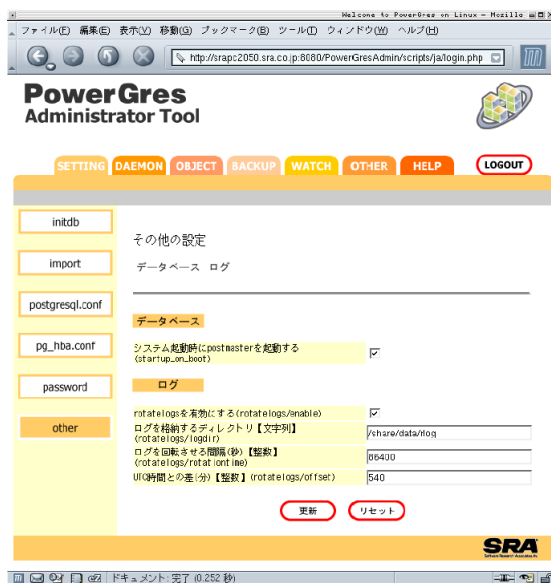 Welcome to PowerGres on Linux - Mozilla
ファイル(F) 編集(E) 表示(V) 移動(G) ブックマーク(B) ツール(T) ウィンドウ(W) ヘルプ(H)
http://srapc2050.sra.co.jp:8080/PowerGresAdmin/scripts/ja/login.php
PowerGres
Administrator Tool
SETTING DAEMON OBJECT BACKUP WATCH OTHER HELP LOGOUT
initdb
import
postgresql.conf
pg_hba.conf
password
other
その他の設定
データベース ログ
データベース
システム起動時にpostmasterを起動する
(startup_on_boot)
ログ
rotatelogsを有効にする(rotatelogs/enable)
ログを格納するディレクトリ【文字列】
(rotatelogs/logdir)
/share/data/rlog
ログを回転させる間隔(秒)【整数】
(rotatelogs/rotationtime)
86400
UTC時間との差(分)【整数】(rotatelogs/offset)
540
更新 リセット
SRA
ドキュメント: 完了 (0.252 秒)